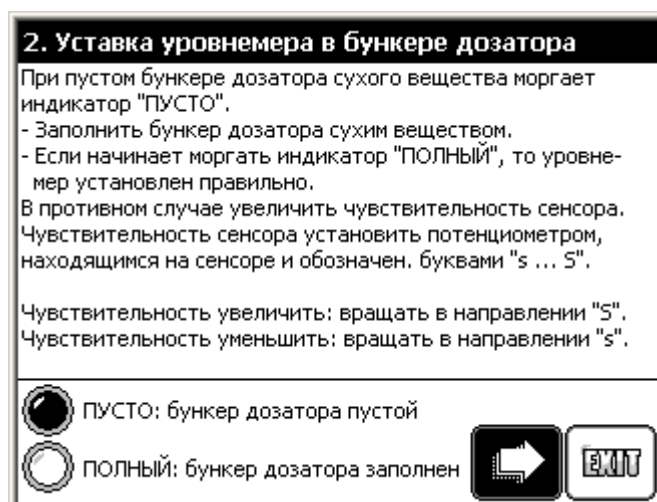 2. Уставка уровнемера в бункере дозатора
При пустом бункере дозатора сухого вещества моргает
индикатор "ПУСТО".
- Заполнить бункер дозатора сухим веществом.
- Если начинает моргать индикатор "ПОЛНЫЙ", то уровне-
мер установлен правильно.
В противном случае увеличить чувствительность сенсора.
Чувствительность сенсора установить потенциометром,
находящимся на сенсоре и обозначен. буквами "s ... S".
Чувствительность увеличить: вращать в направлении "S".
Чувствительность уменьшить: вращать в направлении "s".
ПУСТО: бункер дозатора пустой
ПОЛНЫЙ: бункер дозатора заполнен
EXIT